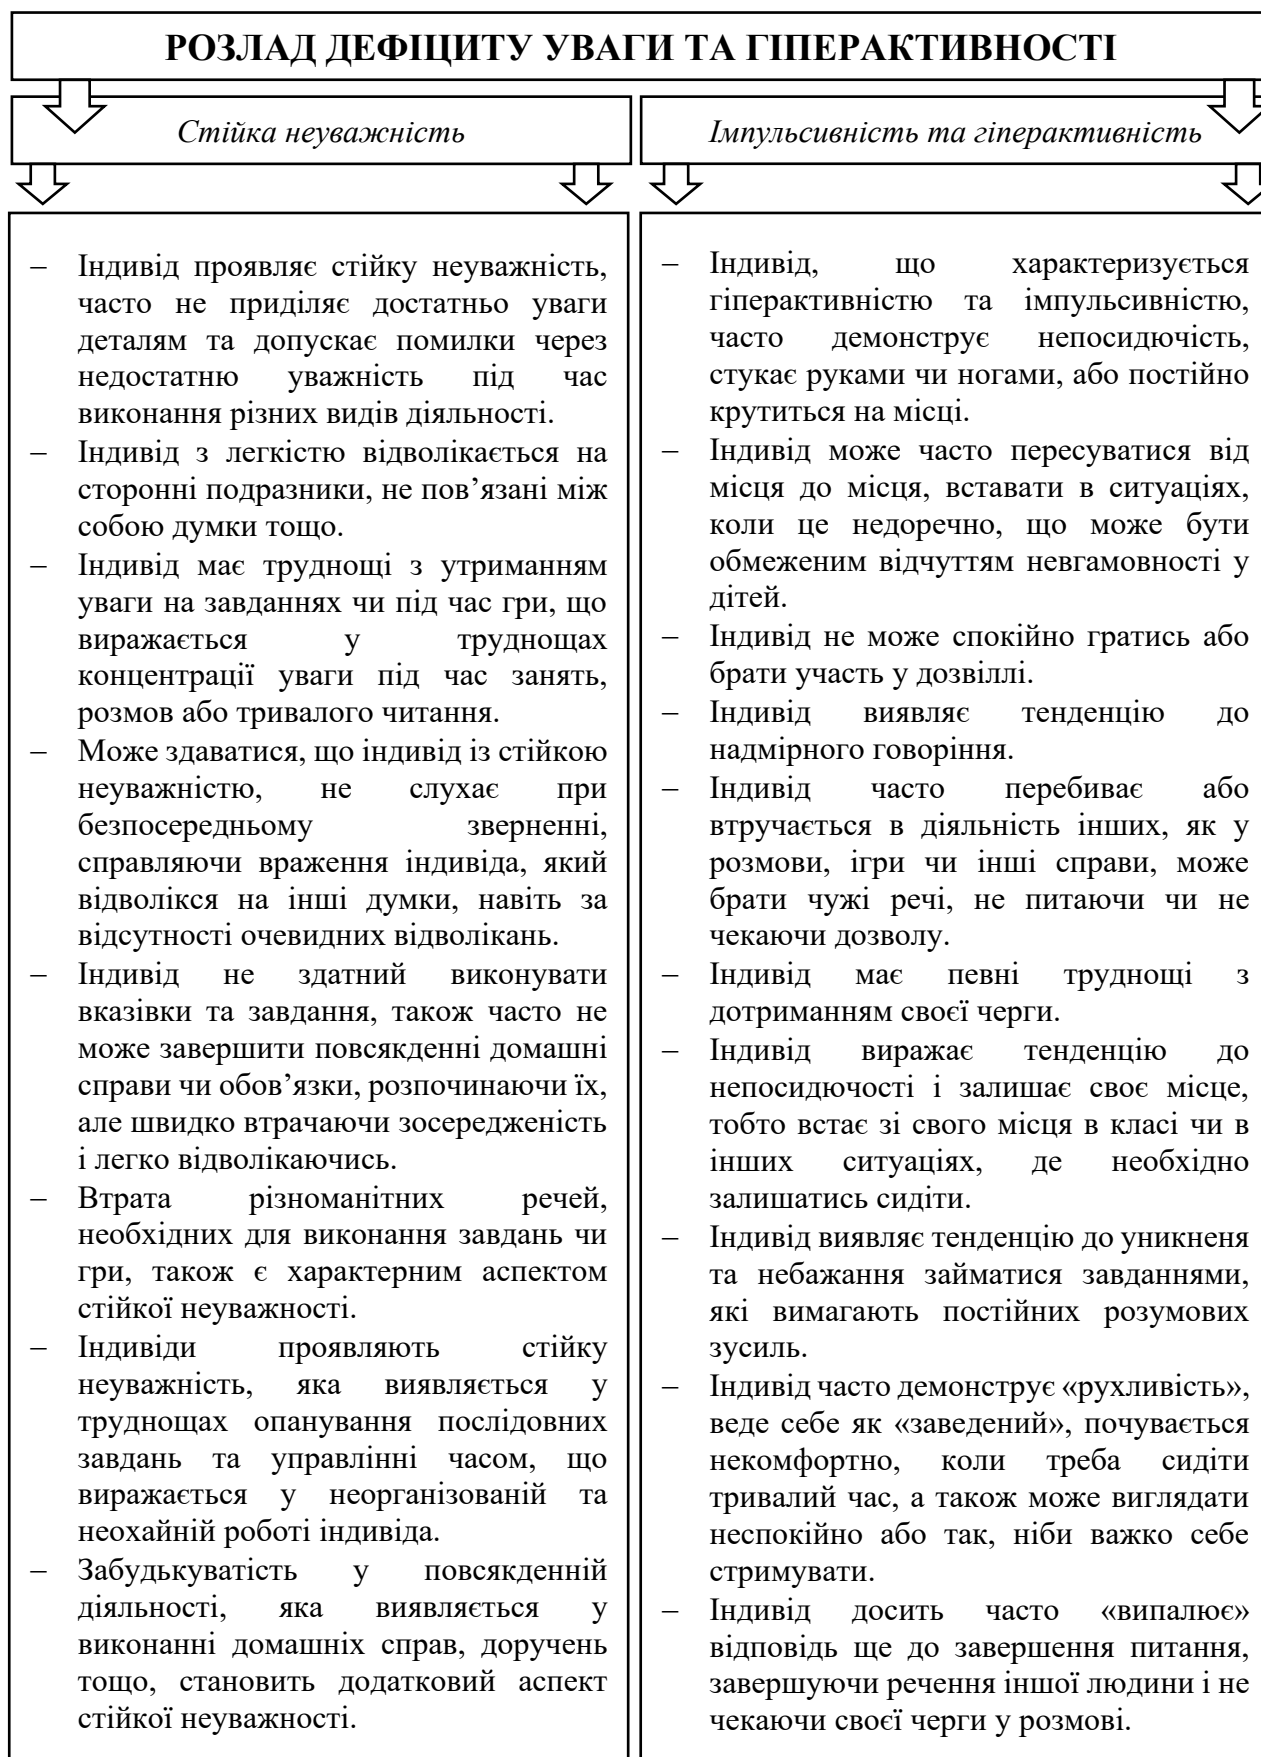 РОЗЛАД ДЕФІЦИТУ УВАГИ ТА ГІПЕРАКТИВНОСТІ
Стійка неуважність
Імпульсивність та гіперактивність
– Індивід проявляє стійку неуважність,
часто не приділяє достатньо уваги
деталям та допускає помилки через
недостатню уважність під час
виконання різних видів діяльності.
– Індивід з легкістю відволікається на
сторонні подразники, не пов’язані між
собою думки тощо.
– Індивід має труднощі з утриманням
уваги на завданнях чи під час гри, що
виражається у труднощах
концентрації уваги під час занять,
розмов або тривалого читання.
– Може здаватися, що індивід із стійкою
неуважністю, не слухає при
безпосередньому зверненні,
справляючи враження індивіда, який
відволікся на інші думки, навіть за
відсутності очевидних відволікань.
– Індивід не здатний виконувати
вказівки та завдання, також часто не
може завершити повсякденні домашні
справи чи обов’язки, розпочинаючи їх,
але швидко втрачаючи зосередженість
і легко відволікаючись.
– Втрата різноманітних речей,
необхідних для виконання завдань чи
гри, також є характерним аспектом
стійкої неуважності.
– Індивіди проявляють стійку
неуважність, яка виявляється у
труднощах опанування послідовних
завдань та управлінні часом, що
виражається у неорганізованій та
неохайній роботі індивіда.
– Забудькуватість у повсякденній
діяльності, яка виявляється у
виконанні домашніх справ, доручень
тощо, становить додатковий аспект
стійкої неуважності.
– Індивід, що характеризується
гіперактивністю та імпульсивністю,
часто демонструє непосидючість,
стукає руками чи ногами, або постійно
крутиться на місці.
– Індивід може часто пересуватися від
місця до місця, вставати в ситуаціях,
коли це недоречно, що може бути
обмеженим відчуттям невгамовності у
дітей.
– Індивід не може спокійно гратись або
брати участь у дозвіллі.
– Індивід виявляє тенденцію до
надмірного говоріння.
– Індивід часто перебиває або
втручається в діяльність інших, як у
розмови, ігри чи інші справи, може
брати чужі речі, не питаючи чи не
чекаючи дозволу.
– Індивід має певні труднощі з
дотриманням своєї черги.
– Індивід виражає тенденцію до
непосидючості і залишає своє місце,
тобто встає зі свого місця в класі чи в
інших ситуаціях, де необхідно
залишатись сидіти.
– Індивід виявляє тенденцію до уникненя
та небажання займатися завданнями,
які вимагають постійних розумових
зусиль.
– Індивід часто демонструє «рухливість»,
веде себе як «заведений», почувається
некомфортно, коли треба сидіти
тривалий час, а також може виглядати
неспокійно або так, ніби важко себе
стримувати.
– Індивід досить часто «випалює»
відповідь ще до завершення питання,
завершуючи речення іншої людини і не
чекаючи своєї черги у розмові.